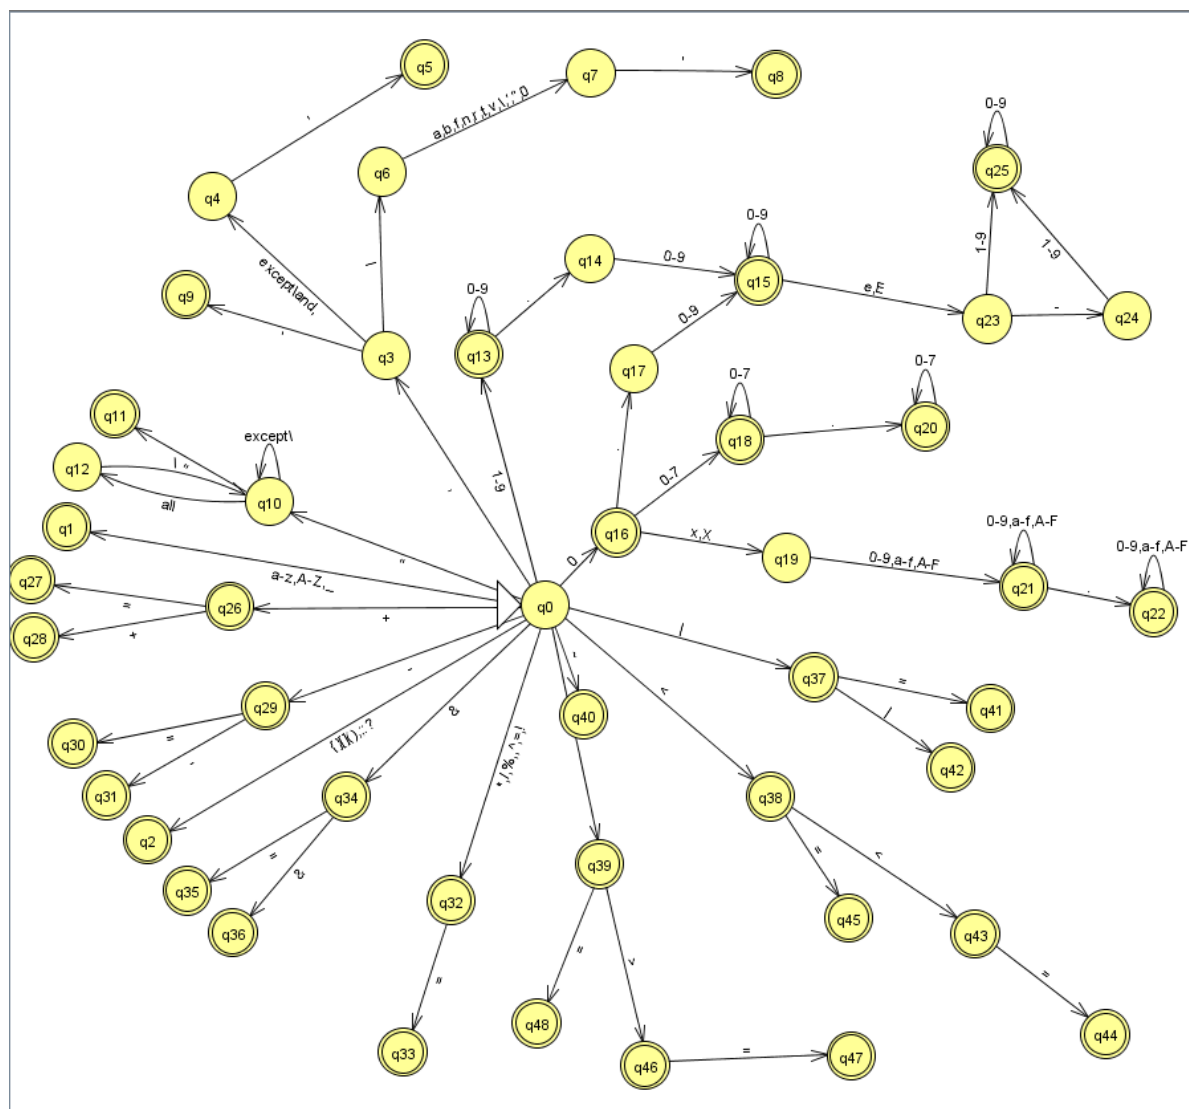 q5
'
q7
'
q8
a,b,f,n,r,t,v,\,',",0
q6
q4
0-9
q25
except\and,
\
q9
'
q3
0-9
q13
.
q14
0-9
0-9
q15
e,E
1-9
1-9
q23
-
q24
0-9
q17
q11
except\
q12
\ "
all
q10
q1
'
1-9
.
0-7
q18
.
0-7
q20
0-7
q16
x,X
q19
0-9,a-f,A-F
0-9,a-f,A-F
q21
.
0-9,a-f,A-F
q22
"
0
a-z,A-Z,_
q27
=
q26
+
q0
q28
+
q29
-
|
q37
=
q41
|
q42
q40
<
q30
=
q31
-
&
q34
q2
q38
=
<
q45
q43
=
q44
q35
=
&
q36
q32
=
q33
q39
=
q48
q46
=
q47